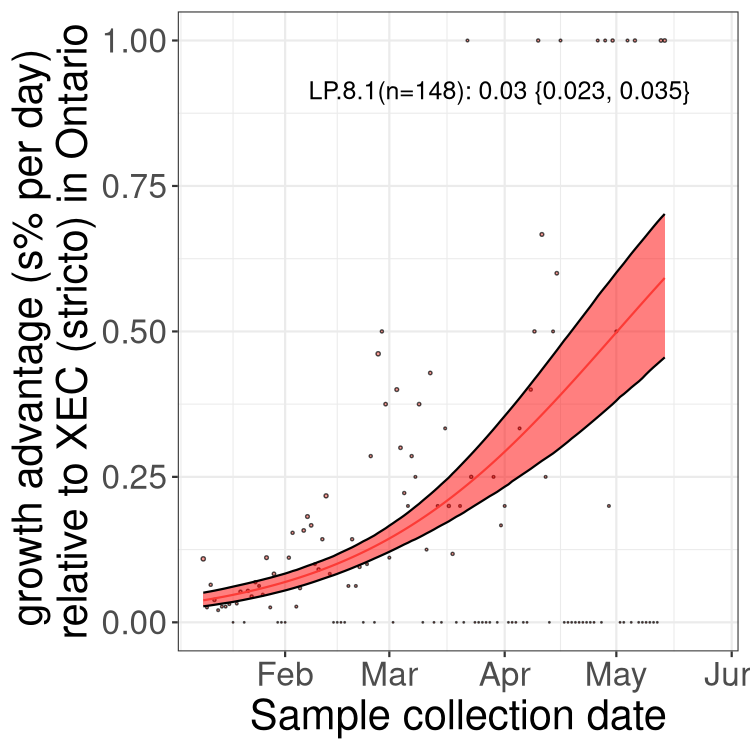 growth advantage (s% per day)
relative to XEC (stricto) in Ontario
1.00
0.75
0.50
0.25
0.00
LP.8.1(n=148): 0.03 {0.023, 0.035}
Feb Mar Apr May Jun
Sample collection date